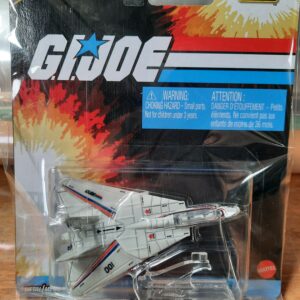 G.I.JOE
WARNING:
CHOKING HAZARD - Small parts.
Not for children under 3 years.
ATTENTION :
DANGER D'ÉTOUFFEMENT – Petits
éléments. Ne convient pas aux
enfants de moins de 36 mois.
MATTEL